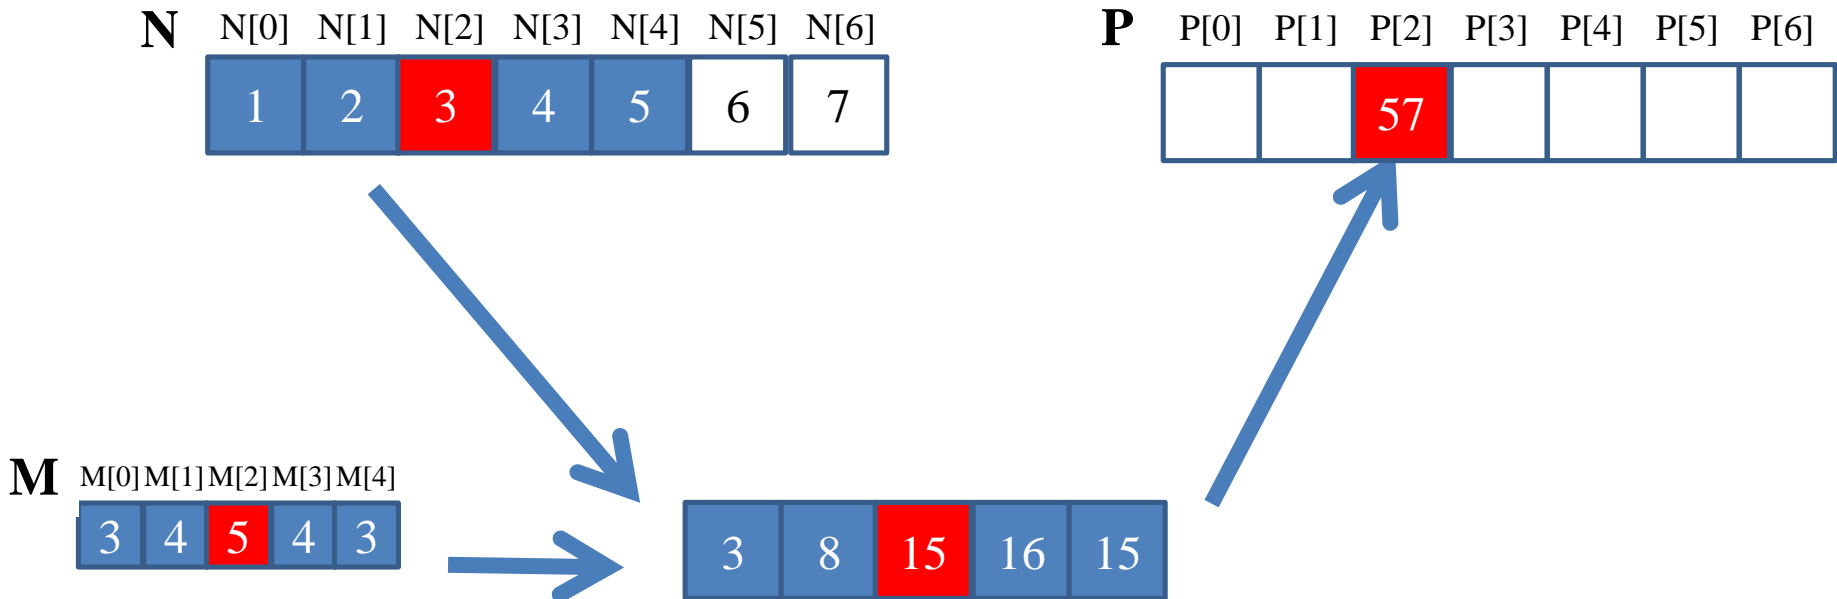 N N[0] N[1] N[2] N[3] N[4] N[5] N[6]
1 2 3 4 5 6 7
P P[0] P[1] P[2] P[3] P[4] P[5] P[6]
57
M M[0] M[1] M[2] M[3] M[4]
3 4 5 4 3
3 8 15 16 15